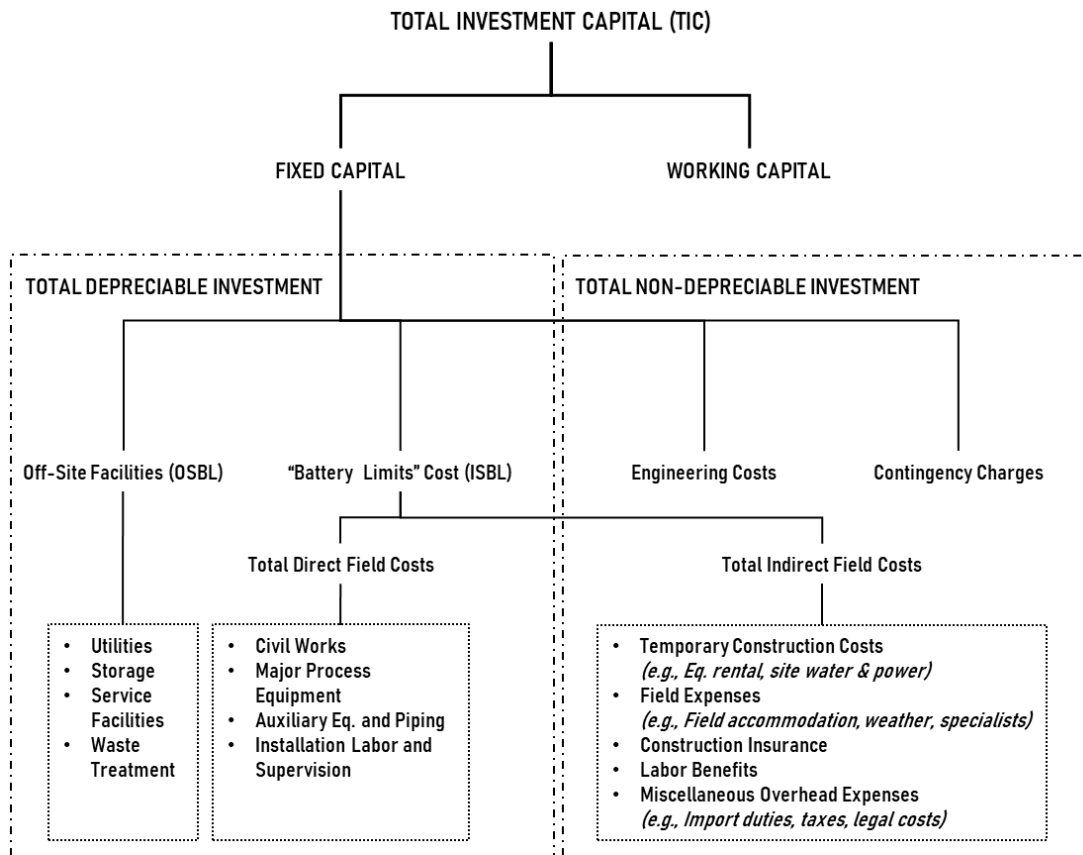 TOTAL INVESTMENT CAPITAL (TIC)
FIXED CAPITAL
WORKING CAPITAL
TOTAL DEPRECIABLE INVESTMENT
TOTAL NON-DEPRECIABLE INVESTMENT
Off-Site Facilities (OSBL)
“Battery Limits” Cost (ISBL)
Engineering Costs
Contingency Charges
Total Direct Field Costs
Total Indirect Field Costs
• Utilities
• Storage
• Service
Facilities
• Waste
Treatment
• Civil Works
• Major Process
Equipment
• Auxiliary Eq. and Piping
• Installation Labor and
Supervision
• Temporary Construction Costs
(e.g., Eq. rental, site water & power)
• Field Expenses
(e.g., Field accommodation, weather, specialists)
• Construction Insurance
• Labor Benefits
• Miscellaneous Overhead Expenses
(e.g., Import duties, taxes, legal costs)